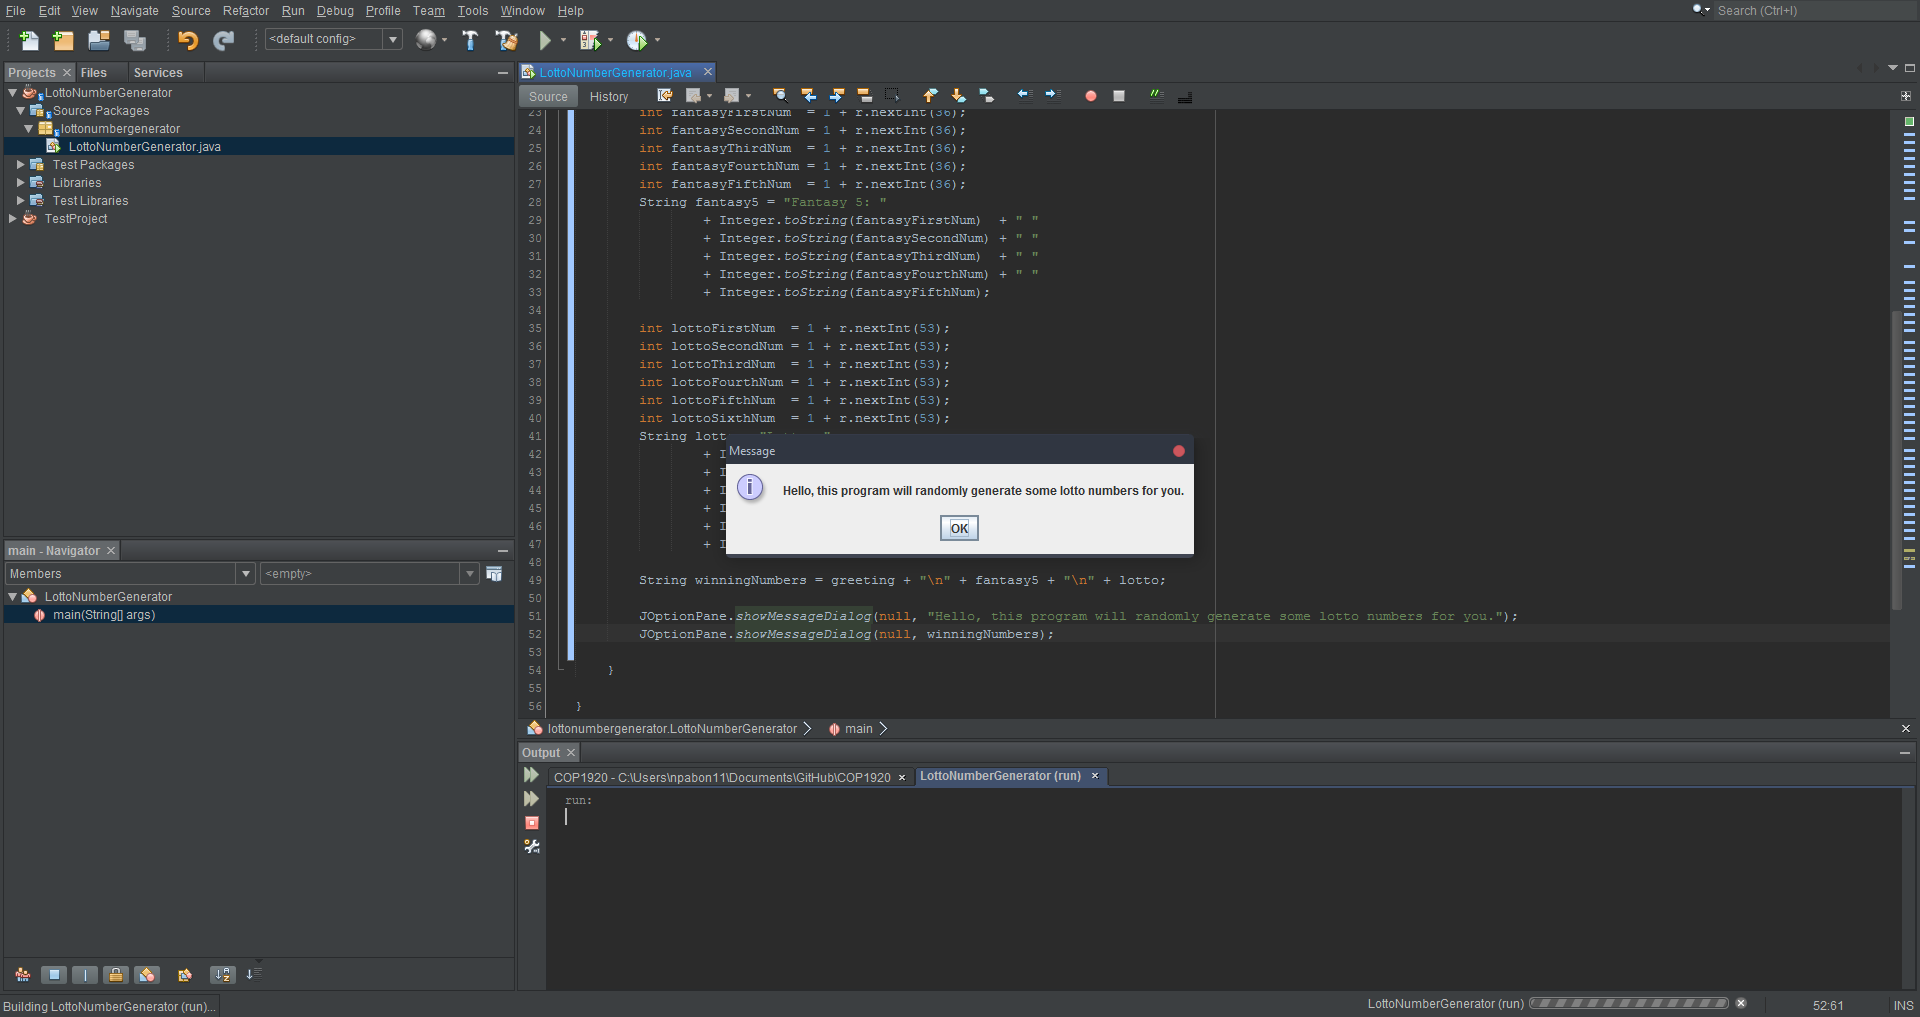 File Edit View Navigate Source Refactor Run Debug Profile Team Tools Window Help
Search (Ctrl+I)
<default config>
Projects Files Services
LottoNumberGenerator
Source Packages
lottonumbergenerator
LottoNumberGenerator.java
Test Packages
Libraries
Test Libraries
TestProject
main - Navigator
Members <empty>
LottoNumberGenerator
main(String[] args)
LottoNumberGenerator.java
Source History
23 int fantasyFirstNum  = 1 + r.nextInt(36);
24 int fantasySecondNum = 1 + r.nextInt(36);
25 int fantasyThirdNum  = 1 + r.nextInt(36);
26 int fantasyFourthNum = 1 + r.nextInt(36);
27 int fantasyFifthNum  = 1 + r.nextInt(36);
28 String fantasy5 = "Fantasy 5: "
29 + Integer.toString(fantasyFirstNum)  + " "
30 + Integer.toString(fantasySecondNum) + " "
31 + Integer.toString(fantasyThirdNum)  + " "
32 + Integer.toString(fantasyFourthNum) + " "
33 + Integer.toString(fantasyFifthNum);
34
35 int lottoFirstNum  = 1 + r.nextInt(53);
36 int lottoSecondNum = 1 + r.nextInt(53);
37 int lottoThirdNum  = 1 + r.nextInt(53);
38 int lottoFourthNum = 1 + r.nextInt(53);
39 int lottoFifthNum  = 1 + r.nextInt(53);
40 int lottoSixthNum  = 1 + r.nextInt(53);
41 String lott
42 + I
43 + I
44 + I
45 + I
46 + I
47 + I
48
49 String winningNumbers = greeting + "\n" + fantasy5 + "\n" + lotto;
50
51 JOptionPane.showMessageDialog(null, "Hello, this program will randomly generate some lotto numbers for you.");
52 JOptionPane.showMessageDialog(null, winningNumbers);
53
54 }
55
56 }
Message
Hello, this program will randomly generate some lotto numbers for you.
OK
lottonumbergenerator.LottoNumberGenerator main
Output
COP1920 - C:\Users\npabon11\Documents\GitHub\COP1920 LottoNumberGenerator (run)
run:
Building LottoNumberGenerator (run)...
LottoNumberGenerator (run)
52:61 INS